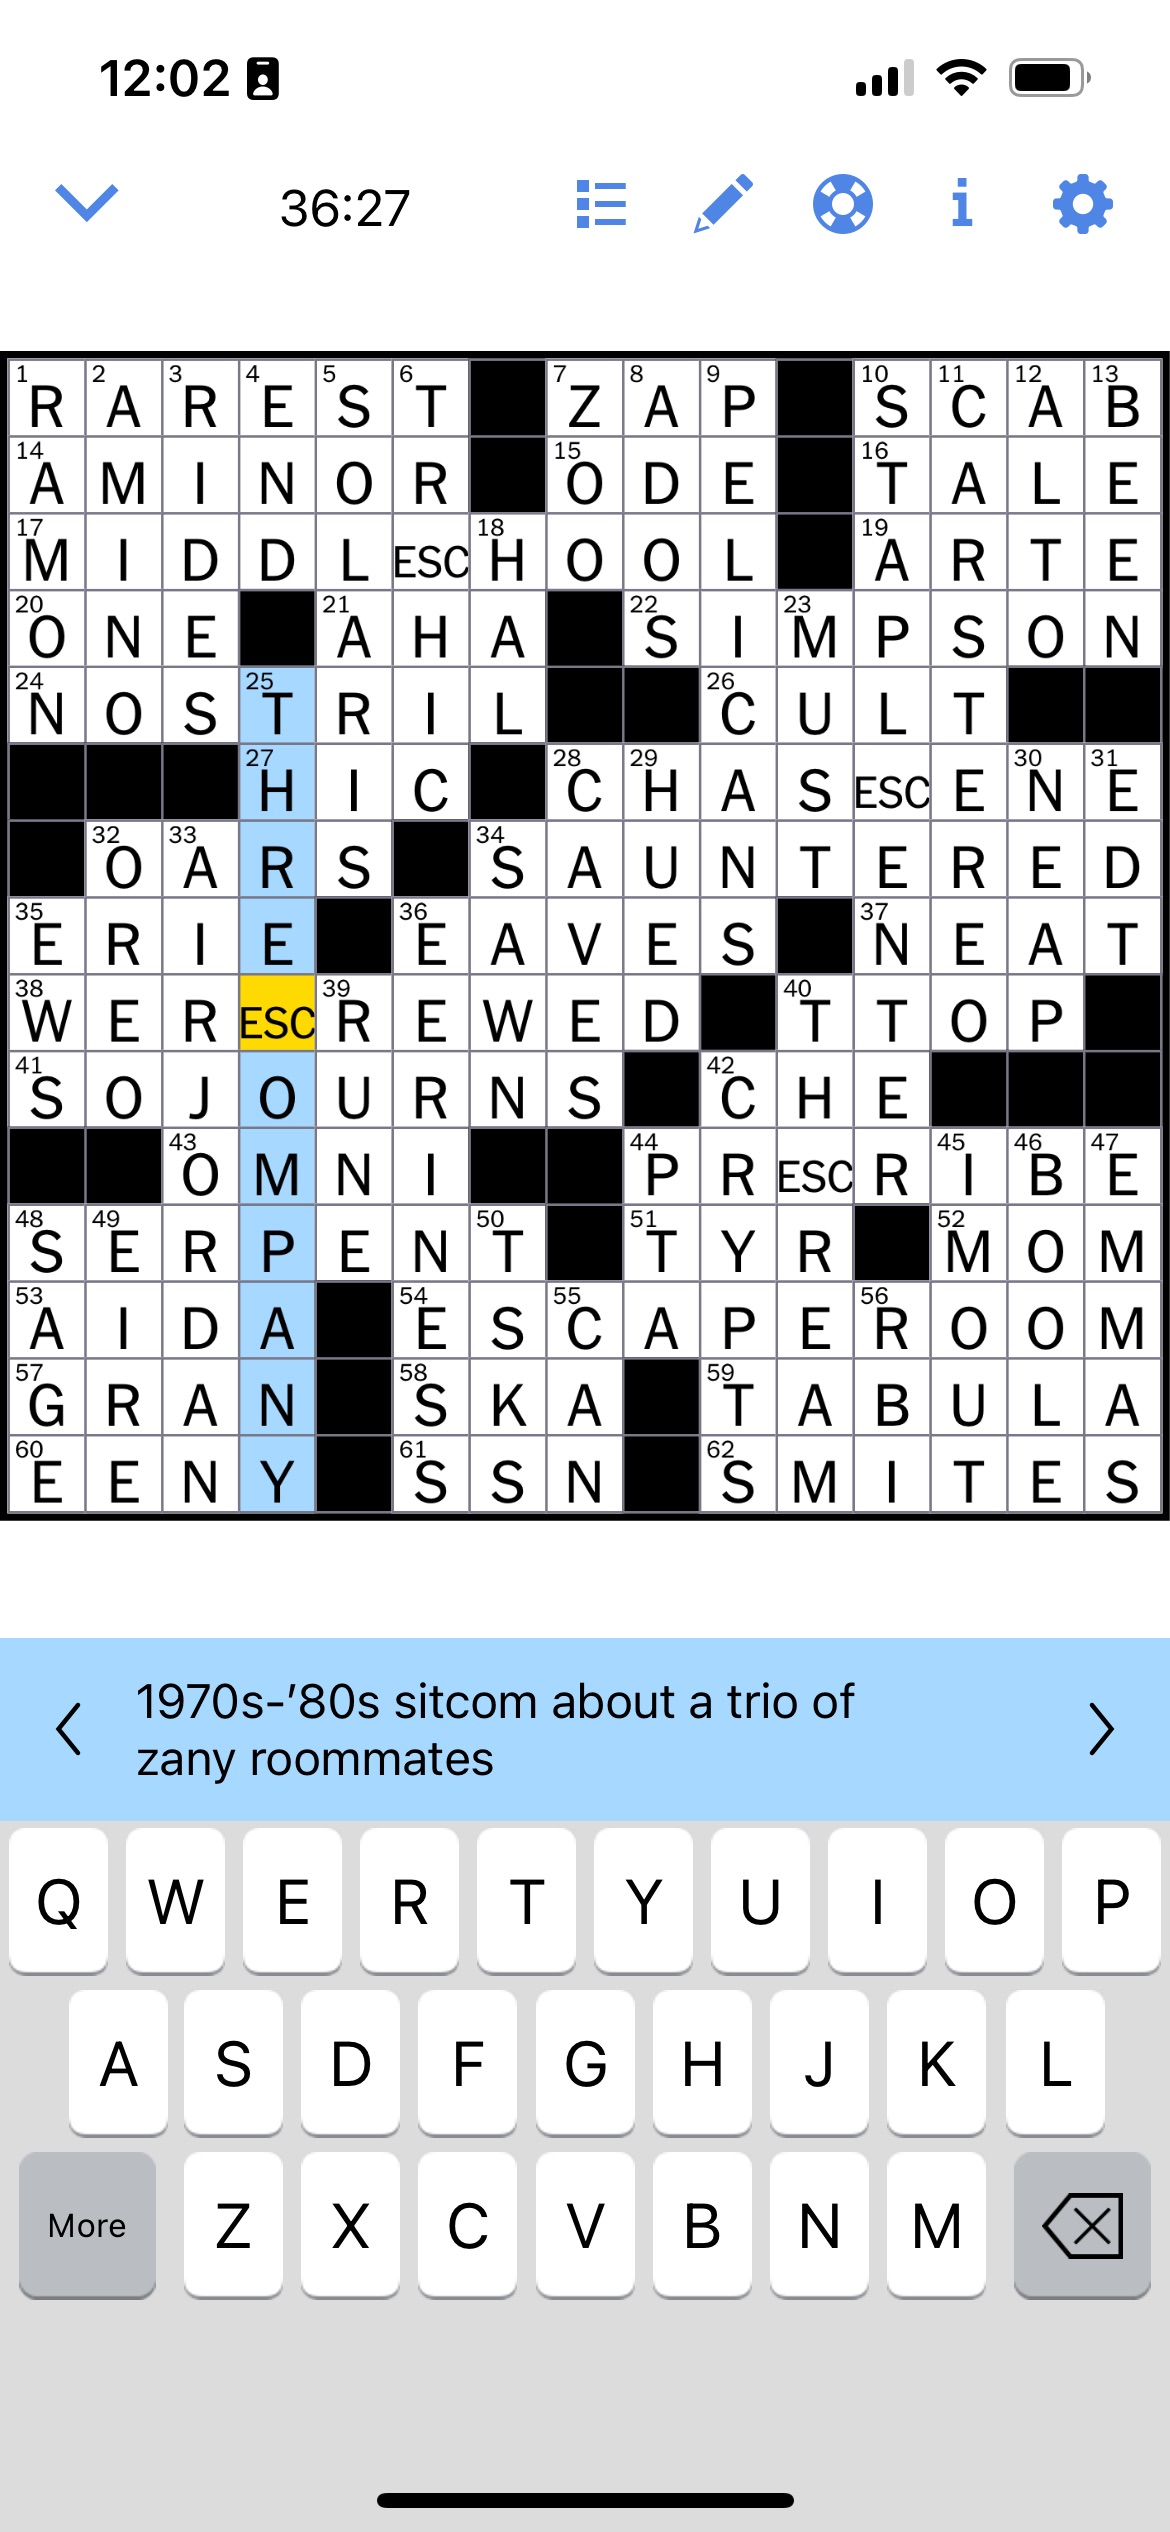 12:02
36:27
1 2 3 4 5 6 7 8 9 10 11 12 13
R A R E S T Z A P S C A B
14 15 16
A M I N O R O D E T A L E
17 18 19
M I D D L ESC H O O L A R T E
20 21 22 23
O N E A H A S I M P S O N
24 25 26
N O S T R I L C U L T
27 28 29 30 31
H I C C H A S ESC E N E
32 33 34
O A R S S A U N T E R E D
35 36 37
E R I E E A V E S N E A T
38 39 40
W E R ESC R E W E D T T O P
41 42
S O J O U R N S C H E
43 44 45 46 47
O M N I P R ESC R I B E
48 49 50 51 52
S E R P E N T T Y R M O M
53 54 55 56
A I D A E S C A P E R O O M
57 58 59
G R A N S K A T A B U L A
60 61 62
E E N Y S S N S M I T E S
1970s-'80s sitcom about a trio of
zany roommates
Q W E R T Y U I O P
A S D F G H J K L
More Z X C V B N M